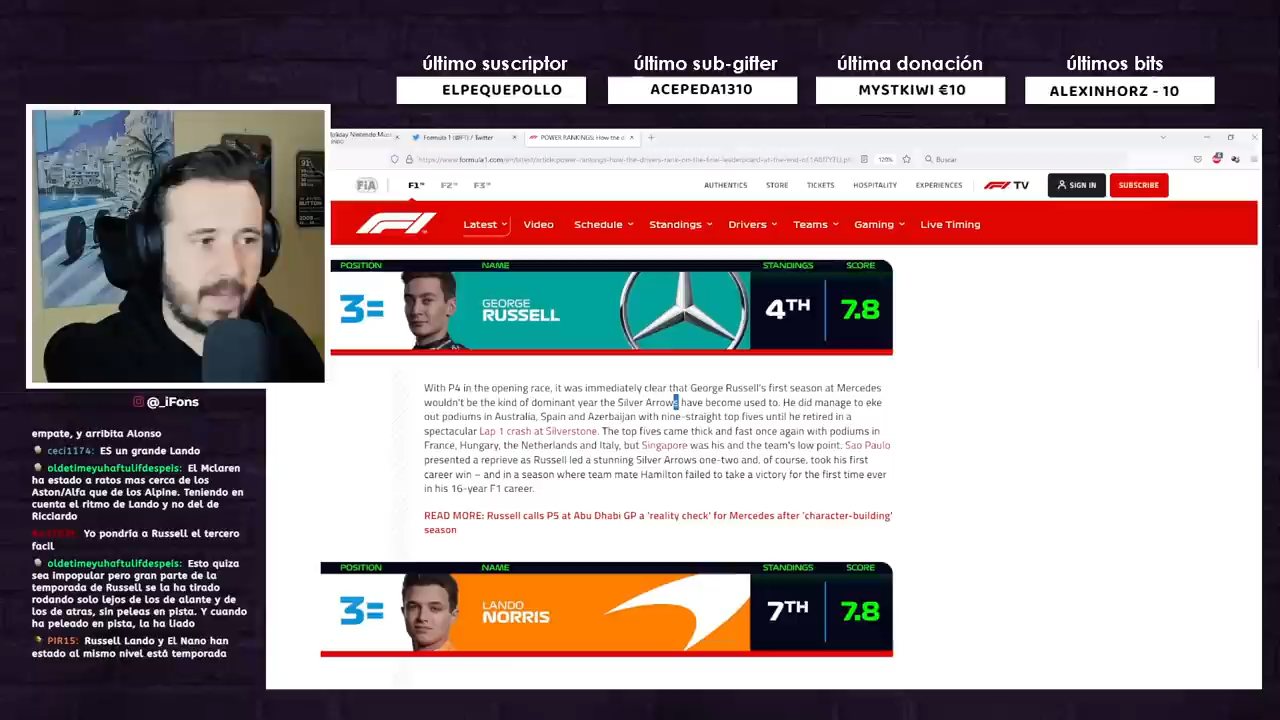 último suscriptor
último sub-gifter
última donación
últimos bits
ELPEQUEPOLLO
ACEPEDA1310
MYSTKIWI €10
ALEXINHORZ - 10
Formula 1 (@F1) / Twitter
POWER RANKINGS: How the d
120%
Buscar
FIA
F1™
F2™
F3™
AUTHENTICS
STORE
TICKETS
HOSPITALITY
EXPERIENCES
F1 TV
SIGN IN
SUBSCRIBE
F1
Latest
Video
Schedule
Standings
Drivers
Teams
Gaming
Live Timing
POSITION
NAME
STANDINGS
SCORE
3=
GEORGE
RUSSELL
4TH
7.8
With P4 in the opening race, it was immediately clear that George Russell's first season at Mercedes
wouldn't be the kind of dominant year the Silver Arrows have become used to. He did manage to eke
out podiums in Australia, Spain and Azerbaijan with nine-straight top fives until he retired in a
spectacular Lap 1 crash at Silverstone. The top fives came thick and fast once again with podiums in
France, Hungary, the Netherlands and Italy, but Singapore was his and the team's low point. Sao Paulo
presented a reprieve as Russell led a stunning Silver Arrows one-two and, of course, took his first
career win – and in a season where team mate Hamilton failed to take a victory for the first time ever
in his 16-year F1 career.
READ MORE: Russell calls P5 at Abu Dhabi GP a 'reality check' for Mercedes after 'character-building'
season
POSITION
NAME
STANDINGS
SCORE
3=
LANDO
NORRIS
7TH
7.8
@_iFons
empate, y arribita Alonso
ceci1174: ES un grande Lando
oldetimeyuhaftulifdespeis: El Mclaren
ha estado a ratos mas cerca de los
Aston/Alfa que de los Alpine. Teniendo en
cuenta el ritmo de Lando y no del de
Ricciardo
Yo pondría a Russell el tercero
facil
oldetimeyuhaftulifdespeis: Esto quiza
sea impopular pero gran parte de la
temporada de Russell se la ha tirado
rodando solo lejos de los de alante y de
los de atras, sin peleas en pista. Y cuando
ha peleado en pista, la ha liado
PIR15: Russell Lando y El Nano han
estado al mismo nivel está temporada